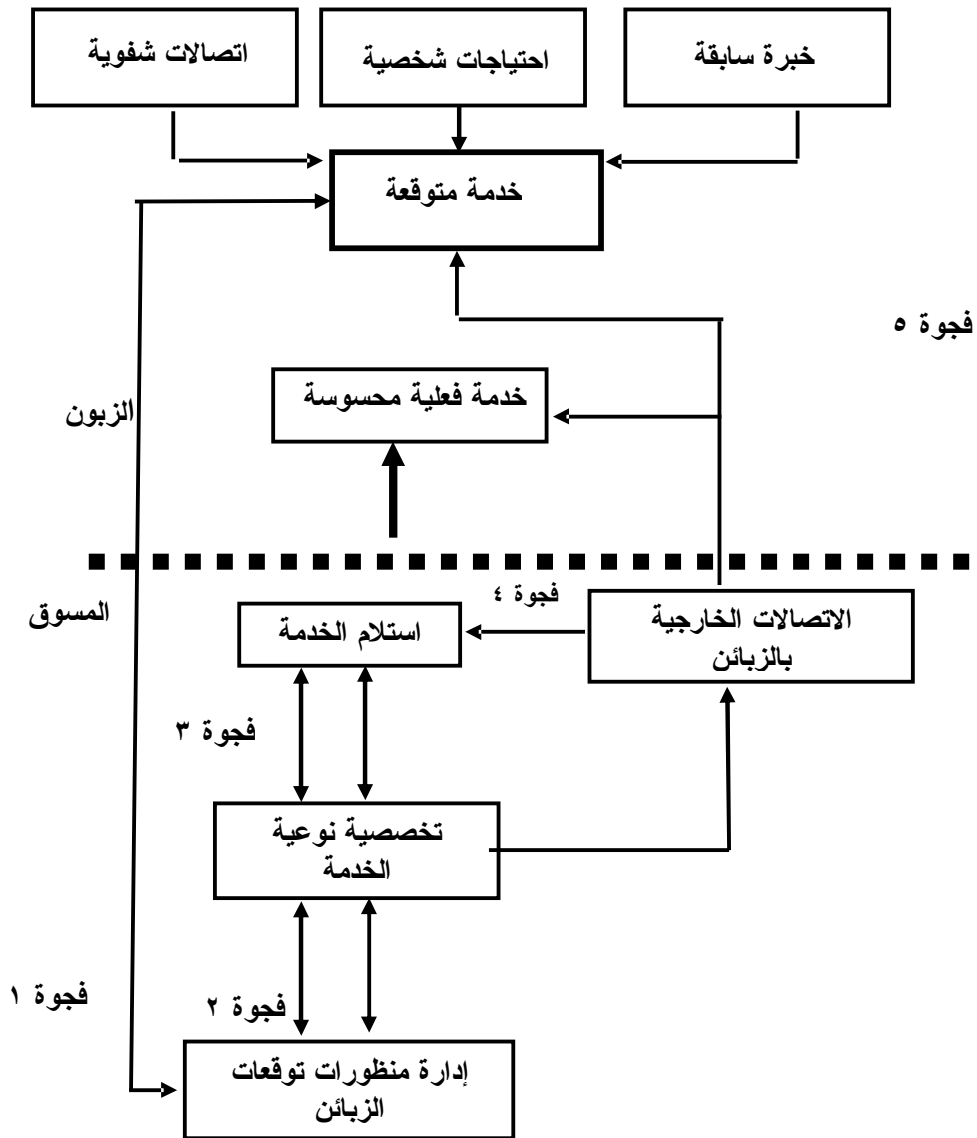 خبرة سابقة
احتياجات شخصية
اتصالات شفوية
خدمة متوقعة
فجوة ٥
خدمة فعلية محسوسة
الزبون
المسوق
فجوة ٤
الاتصالات الخارجية
بالزبائن
استلام الخدمة
فجوة ٣
تخصصية نوعية
الخدمة
فجوة ١
فجوة ٢
إدارة منظورات توقعات
الزبائن